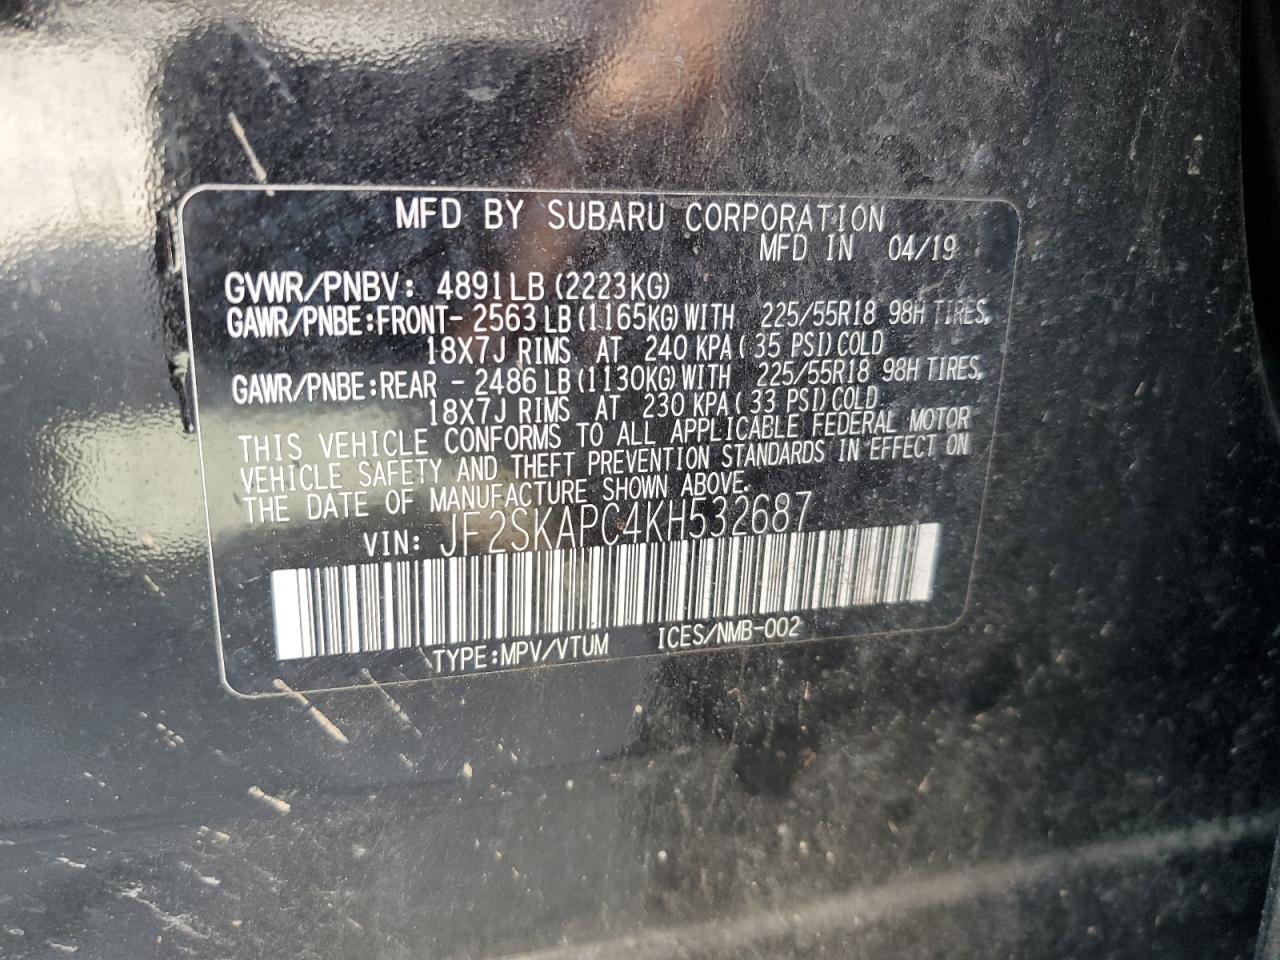 MFD BY SUBARU CORPORATION
MFD IN 04/19
GVWR/PNBV: 4891LB (2223KG)
GAWR/PNBE:FRONT- 2563 LB (1165KG) WITH 225/55R18 98H TIRES,
18X7J RIMS AT 240 KPA ( 35 PSI) COLD
GAWR/PNBE:REAR - 2486 LB (1130KG) WITH 225/55R18 98H TIRES,
18X7J RIMS AT 230 KPA ( 33 PSI) COLD
THIS VEHICLE CONFORMS TO ALL APPLICABLE FEDERAL MOTOR
VEHICLE SAFETY AND THEFT PREVENTION STANDARDS IN EFFECT ON
THE DATE OF MANUFACTURE SHOWN ABOVE.
VIN: JF2SKAPC4KH532687
TYPE:MPV/VTUM ICES/NMB-002